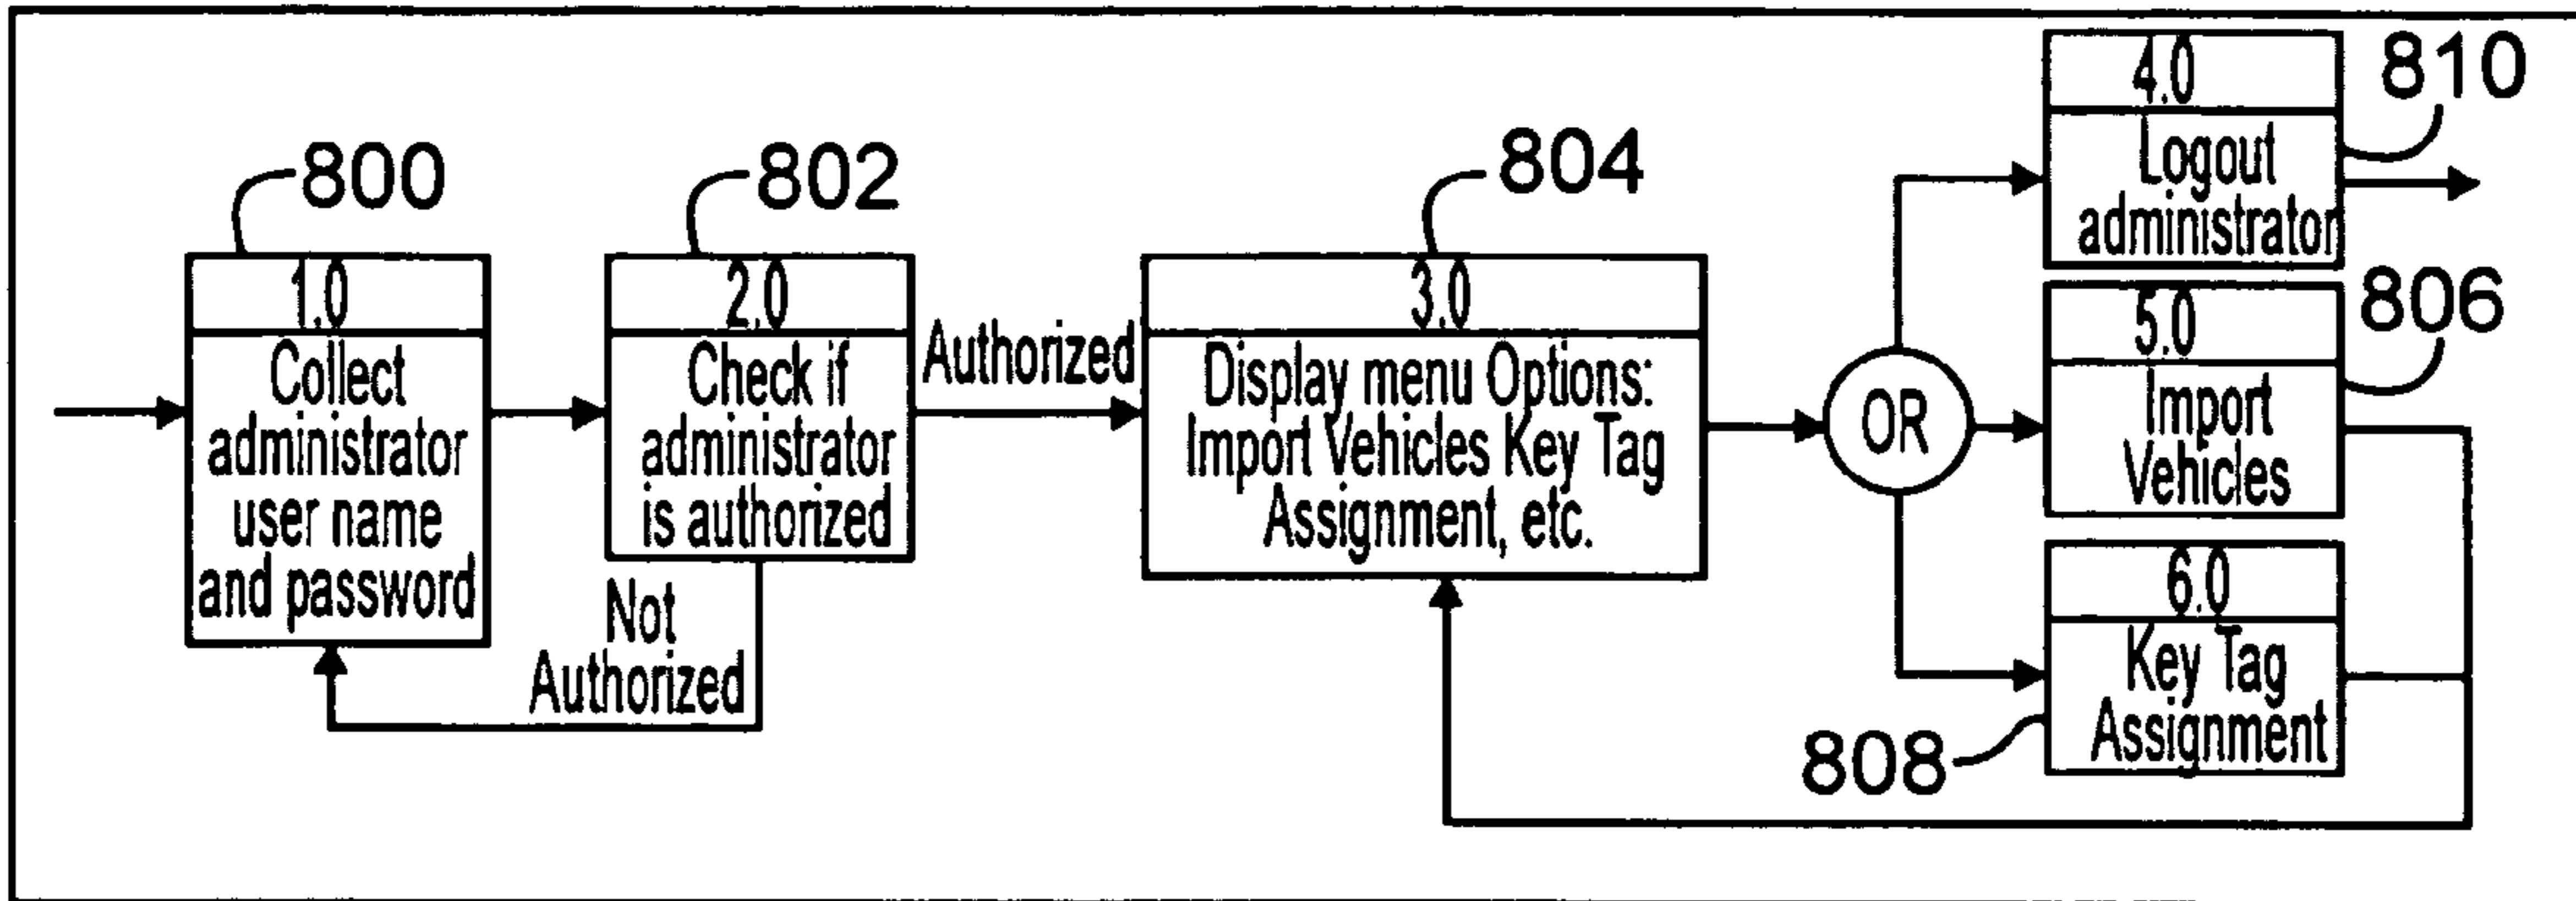 800
1.0
Collect
administrator
user name
and password
802
2.0
Check if
administrator
is authorized
Authorized
Not
Authorized
804
3.0
Display menu Options:
Import Vehicles Key Tag
Assignment, etc.
OR
810
4.0
Logout
administrator
806
5.0
Import
Vehicles
808
6.0
Key Tag
Assignment